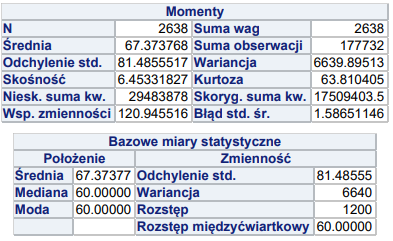 Momenty
N 2638 Suma wag 2638
Średnia 67.373768 Suma obserwacji 177732
Odchylenie std. 81.4855517 Wariancja 6639.89513
Skośność 6.45331827 Kurtoza 63.810405
Niesk. suma kw. 29483878 Skoryg. suma kw. 17509403.5
Wsp. zmienności 120.945516 Błąd std. śr. 1.58651146
Bazowe miary statystyczne
Położenie Zmienność
Średnia 67.37377 Odchylenie std. 81.48555
Mediana 60.00000 Wariancja 6640
Moda 60.00000 Rozstęp 1200
Rozstęp międzyćwiartkowy 60.00000